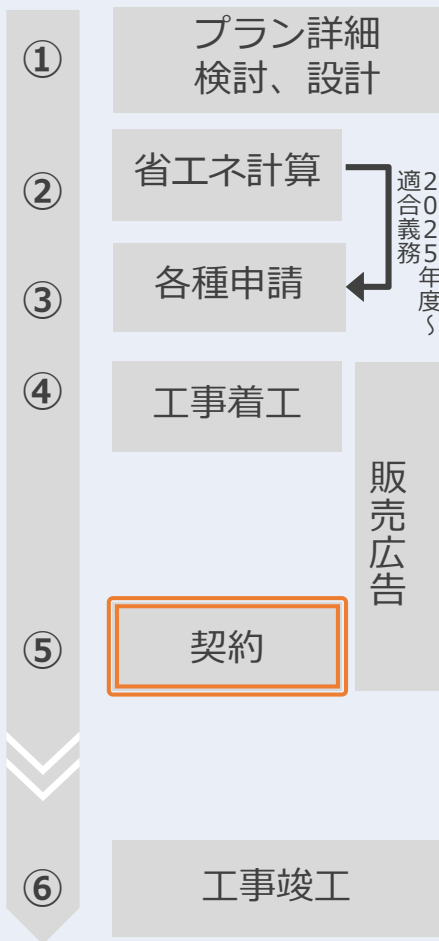 ①
プラン詳細
検討、設計
②
省エネ計算
2025年度～
適合義務
③
各種申請
④
工事着工
販売広告
⑤
契約
⑥
工事竣工